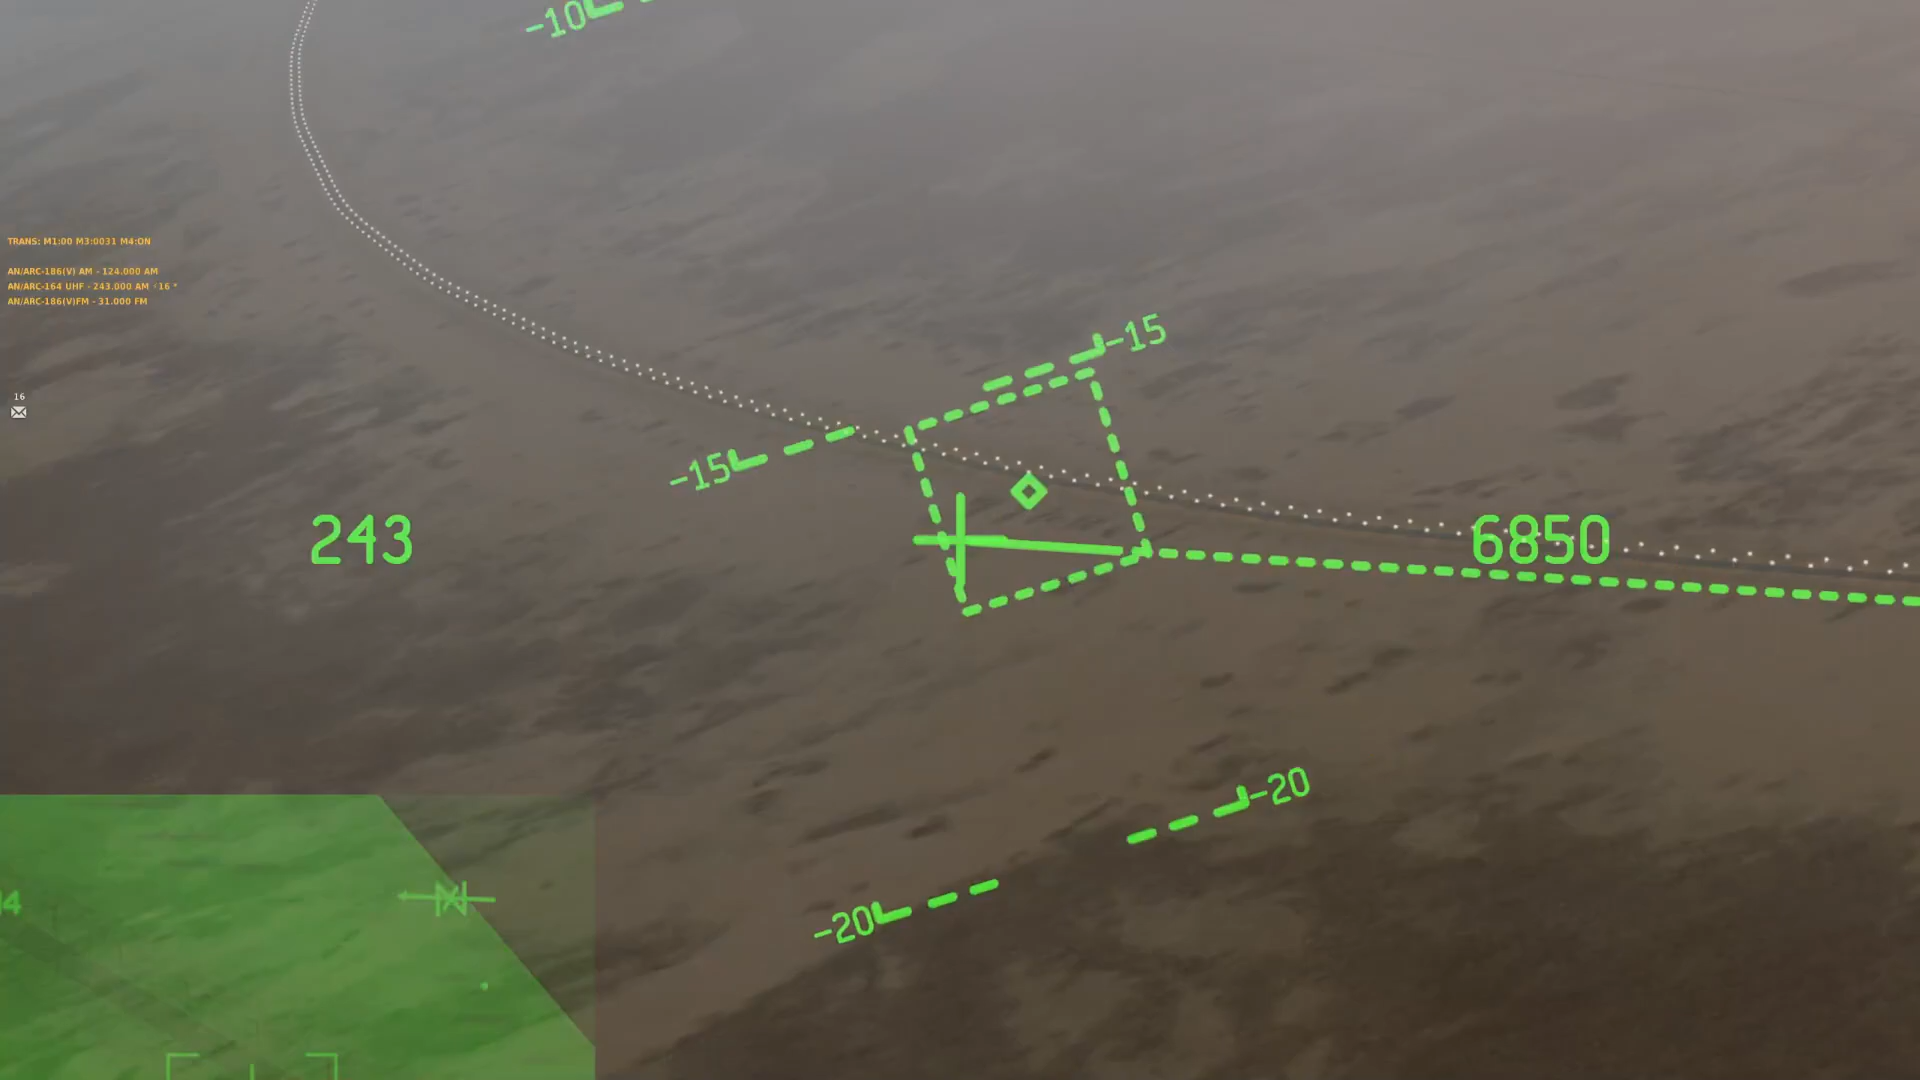 -10
TRANS: M1:00 M3:0031 M4:ON
AN/ARC-186(V) AM - 124.000 AM
AN/ARC-164 UHF - 243.000 AM - 16 *
AN/ARC-186(V)FM - 31.000 FM
16
-15
-15
243
6850
-20
-20